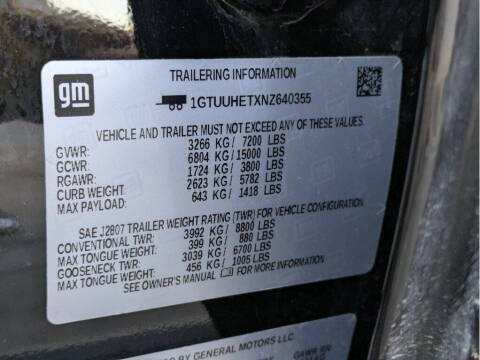 gm
TRAILERING INFORMATION
1GTUUHETXNZ640355
VEHICLE AND TRAILER MUST NOT EXCEED ANY OF THESE VALUES.
GVWR: 3266 KG / 7200 LBS
GCWR: 6804 KG / 15000 LBS
RGAWR: 1724 KG / 3800 LBS
CURB WEIGHT: 2623 KG / 5782 LBS
MAX PAYLOAD: 643 KG / 1418 LBS
SAE J2807 TRAILER WEIGHT RATING (TWR) FOR VEHICLE CONFIGURATION.
CONVENTIONAL TWR: 3992 KG / 8800 LBS
MAX TONGUE WEIGHT: 399 KG / 880 LBS
GOOSENECK TWR: 3039 KG / 6700 LBS
MAX TONGUE WEIGHT: 456 KG / 1005 LBS
SEE OWNER'S MANUAL FOR MORE INFORMATION
BY GENERAL MOTORS LLC
GAWR RR